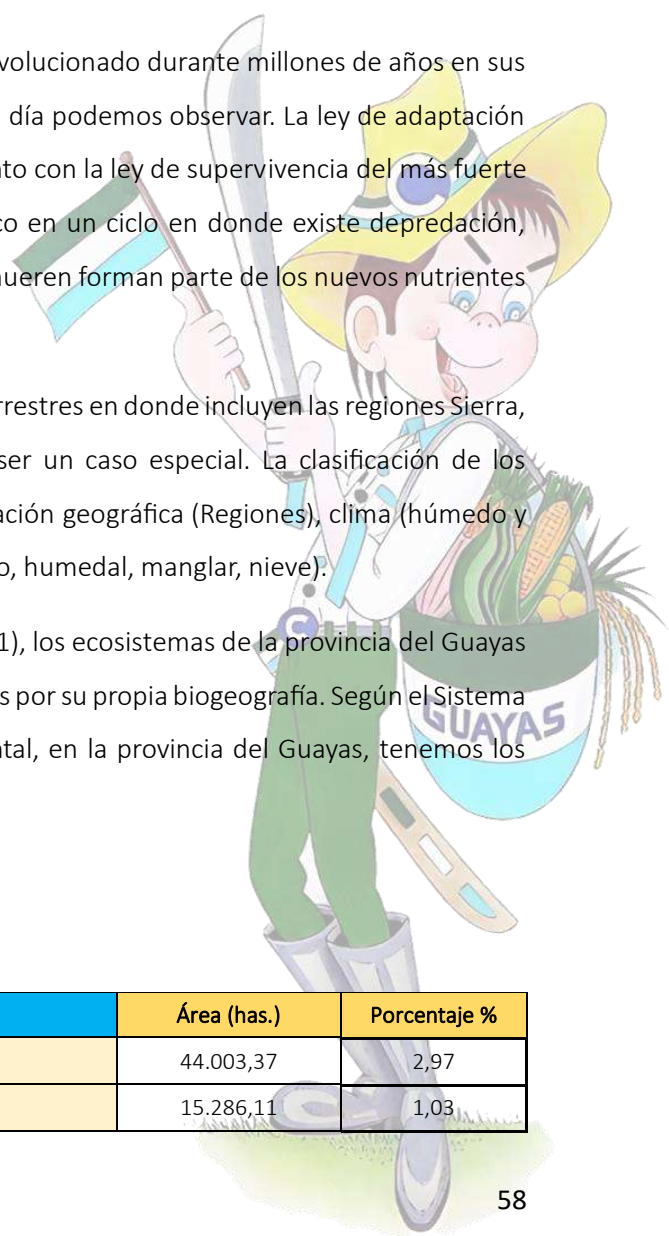 volucionado durante millones de años en sus
día podemos observar. La ley de adaptación
nto con la ley de supervivencia del más fuerte
co en un ciclo en donde existe depredación,
ueren forman parte de los nuevos nutrientes
rrestres en donde incluyen las regiones Sierra,
ser un caso especial. La clasificación de los
ación geográfica (Regiones), clima (húmedo y
o, humedal, manglar, nieve).
1), los ecosistemas de la provincia del Guayas
s por su propia biogeografía. Según el Sistema
ntal, en la provincia del Guayas, tenemos los
GUAYAS
Área (has.) Porcentaje %
44.003,37 2,97
15.286,11 1,03
58